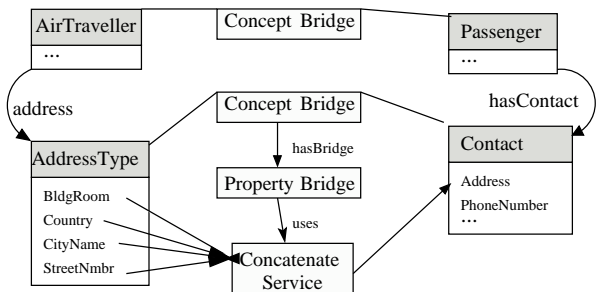 AirTraveller
...
Concept Bridge
Passenger
...
address
hasContact
Concept Bridge
AddressType
BldgRoom
Country
CityName
StreetNmbr
hasBridge
Property Bridge
uses
Concatenate
Service
Contact
Address
PhoneNumber
...